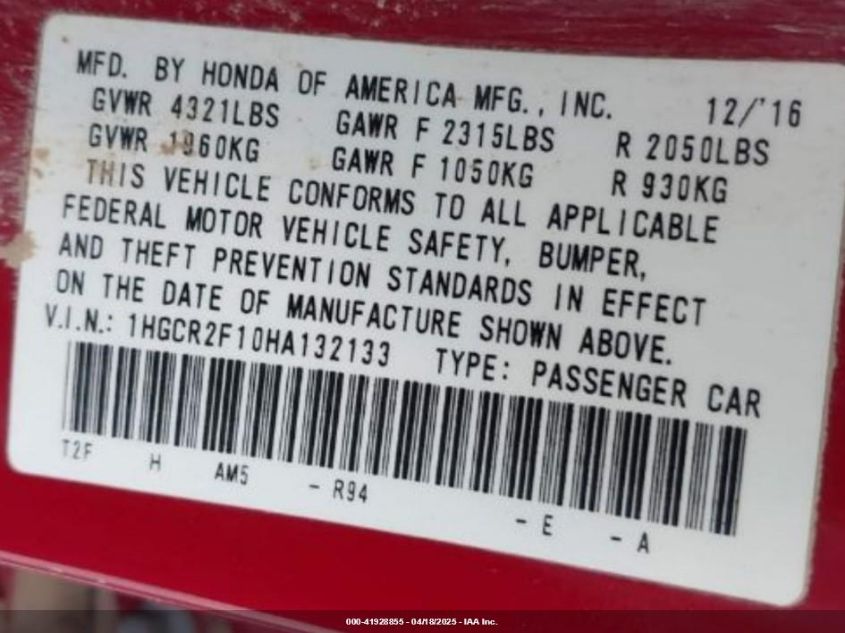 MFD. BY HONDA OF AMERICA MFG., INC. 12/'16
GVWR 4321LBS GAWR F 2315LBS R 2050LBS
GVWR 1960KG GAWR F 1050KG R 930KG
THIS VEHICLE CONFORMS TO ALL APPLICABLE
FEDERAL MOTOR VEHICLE SAFETY, BUMPER,
AND THEFT PREVENTION STANDARDS IN EFFECT
ON THE DATE OF MANUFACTURE SHOWN ABOVE.
V.I.N.: 1HGCR2F10HA132133 TYPE: PASSENGER CAR
T2F H AM5 - R94 - E - A
000-41928855 - 04/18/2025 - IAA Inc.